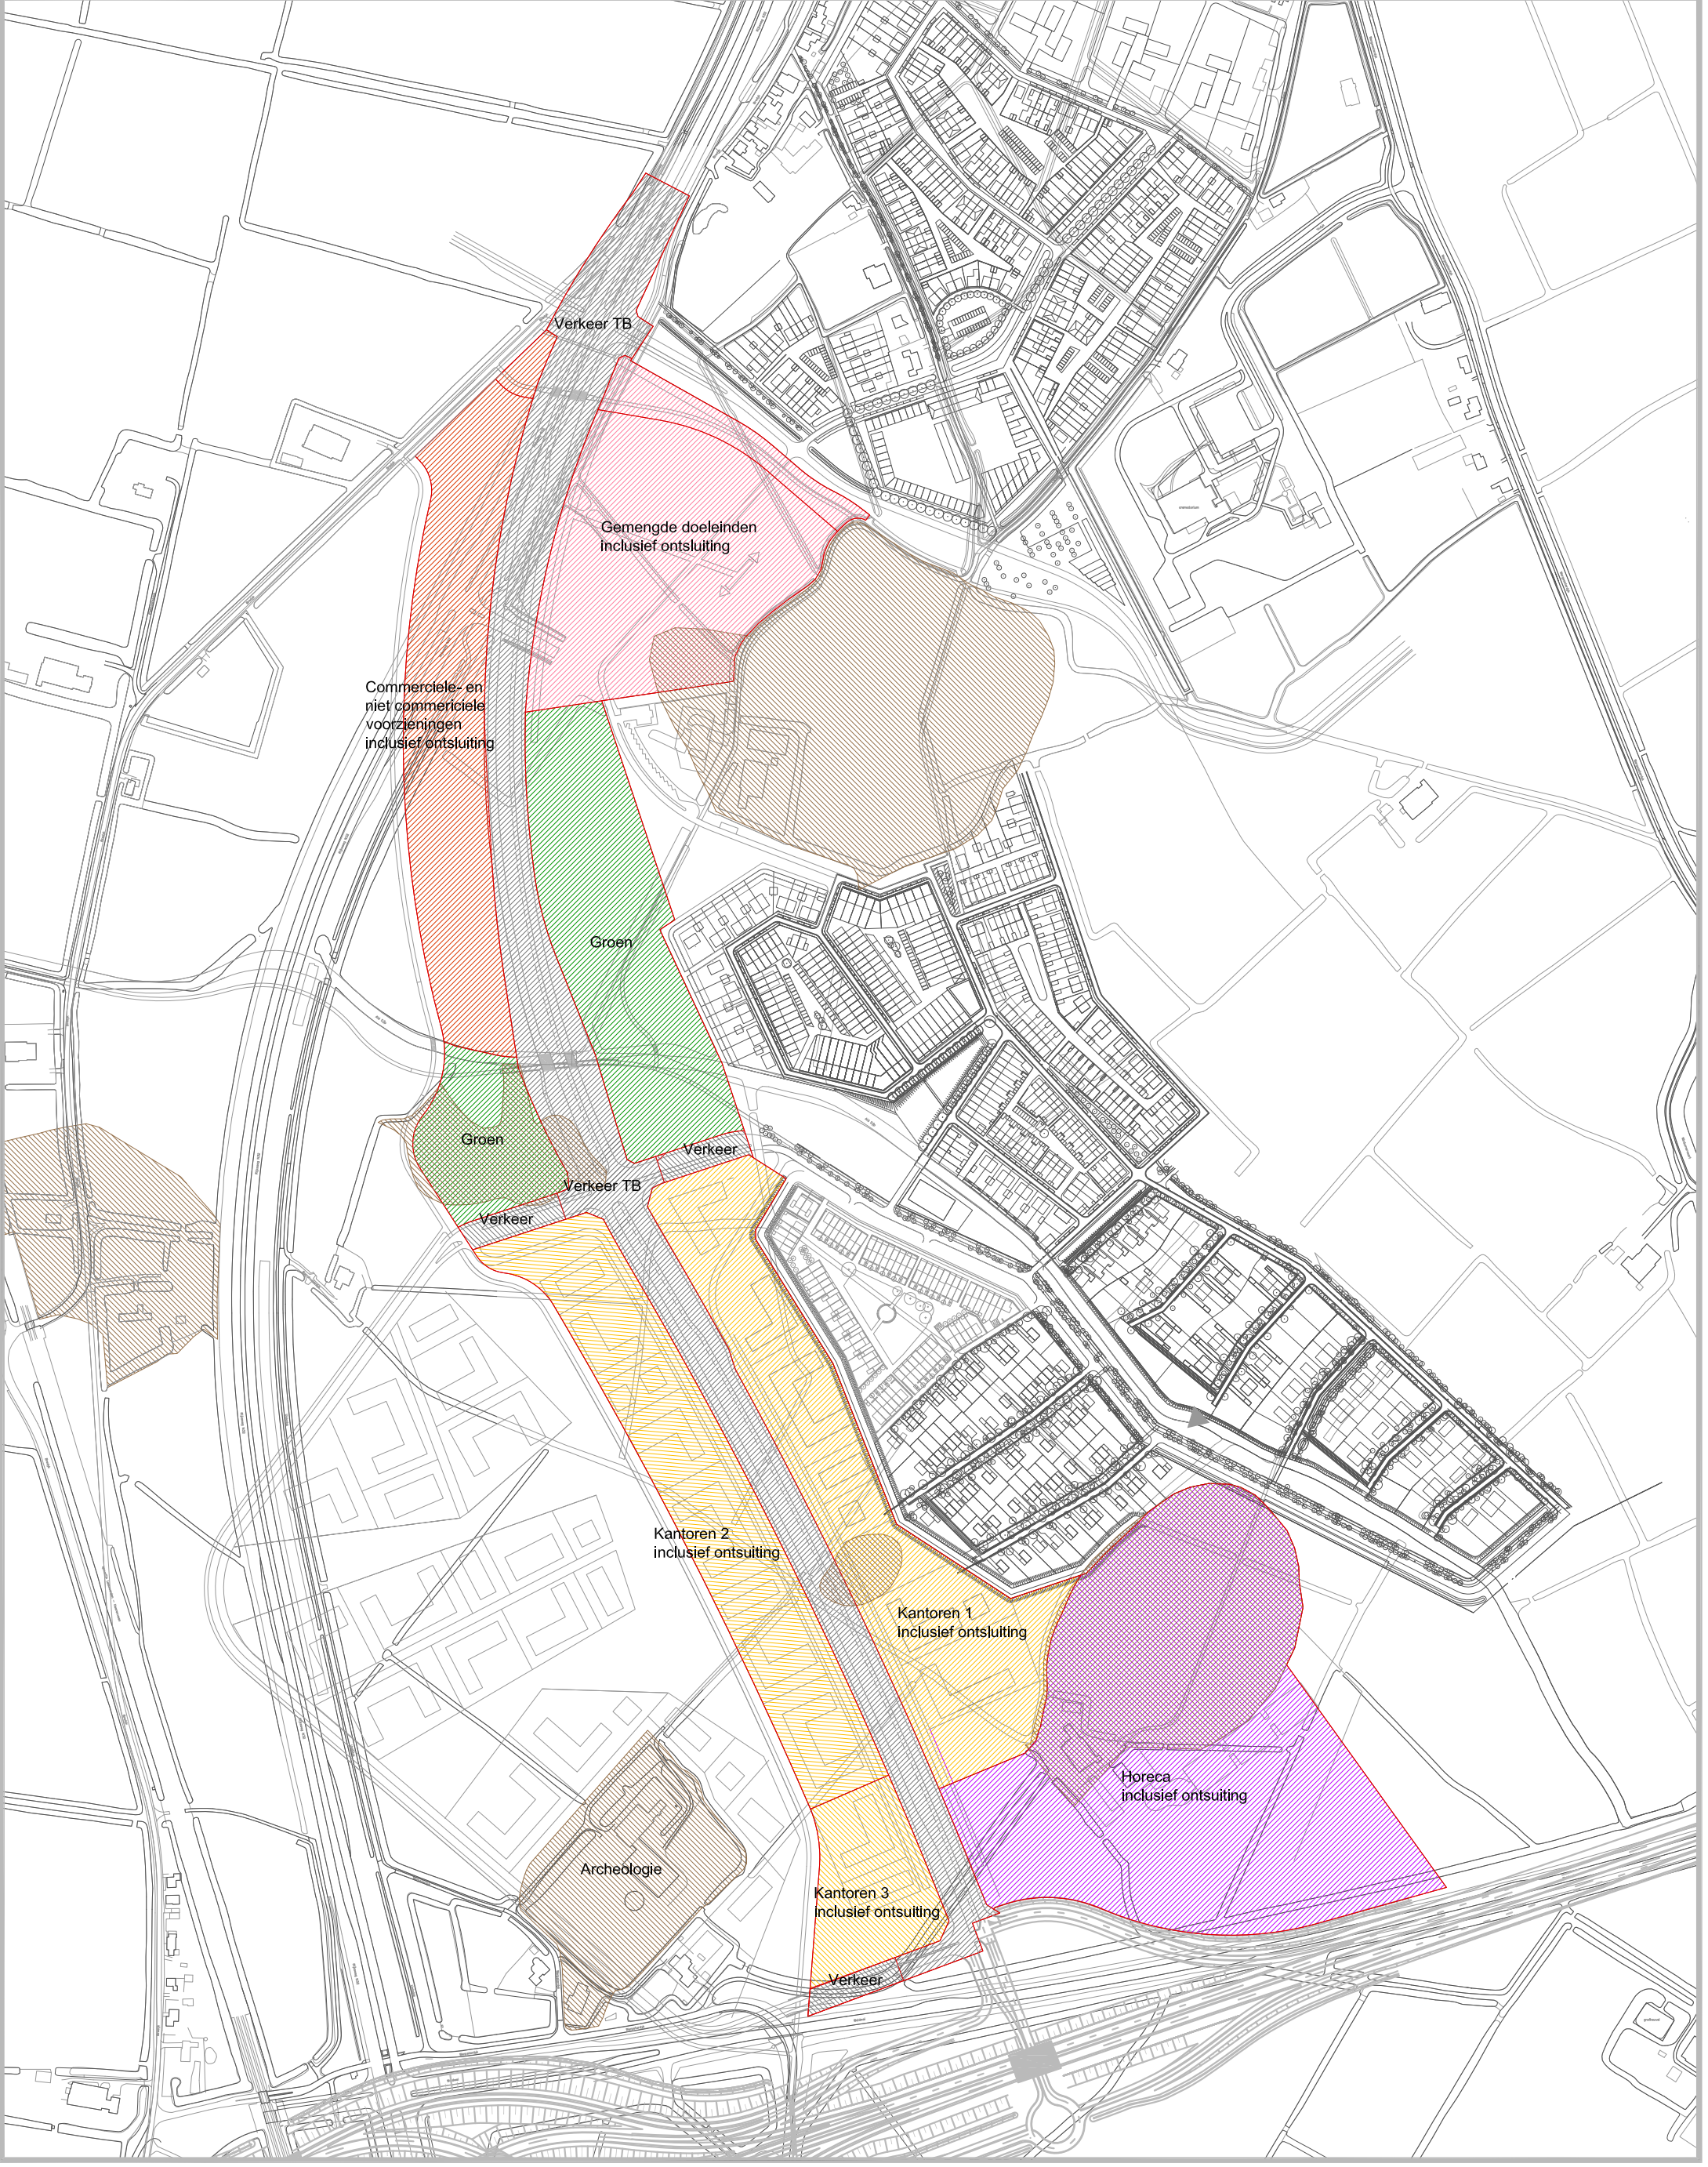 Verkeer TB
Gemengde doeleinden
inclusief ontsluiting
Commerciele- en
niet commericiele
voorzieningen
inclusief ontsluiting
Groen
Groen
Verkeer
Verkeer TB
Verkeer
Kantoren 2
inclusief ontsuiting
Kantoren 1
inclusief ontsluiting
Horeca
inclusief ontsuiting
Archeologie
Kantoren 3
inclusief ontsuiting
Verkeer